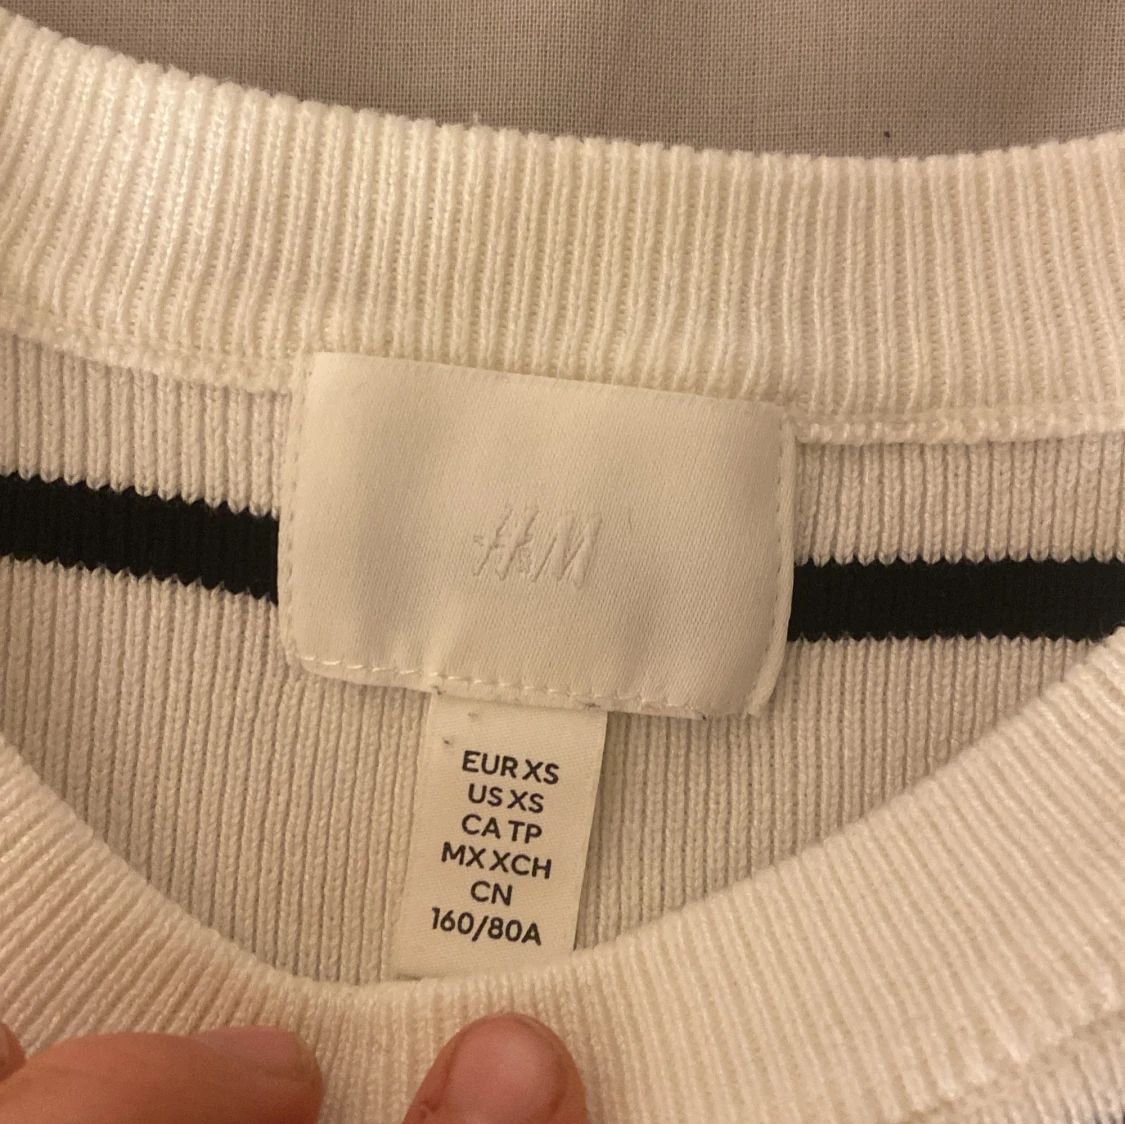 H&M
EUR XS
US XS
CA TP
MX XCH
CN
160/80A